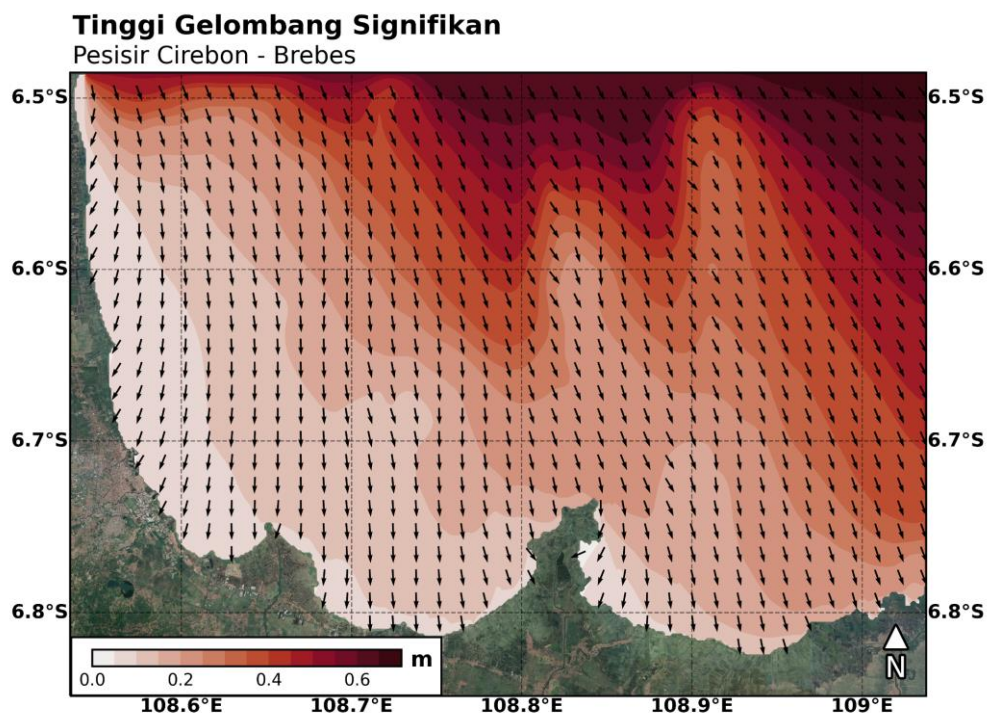 Tinggi Gelombang Signifikan
Pesisir Cirebon - Brebes
6.5°S 6.5°S
6.6°S 6.6°S
6.7°S 6.7°S
6.8°S 6.8°S
N
m
0.0 0.2 0.4 0.6
108.6°E 108.7°E 108.8°E 108.9°E 109°E